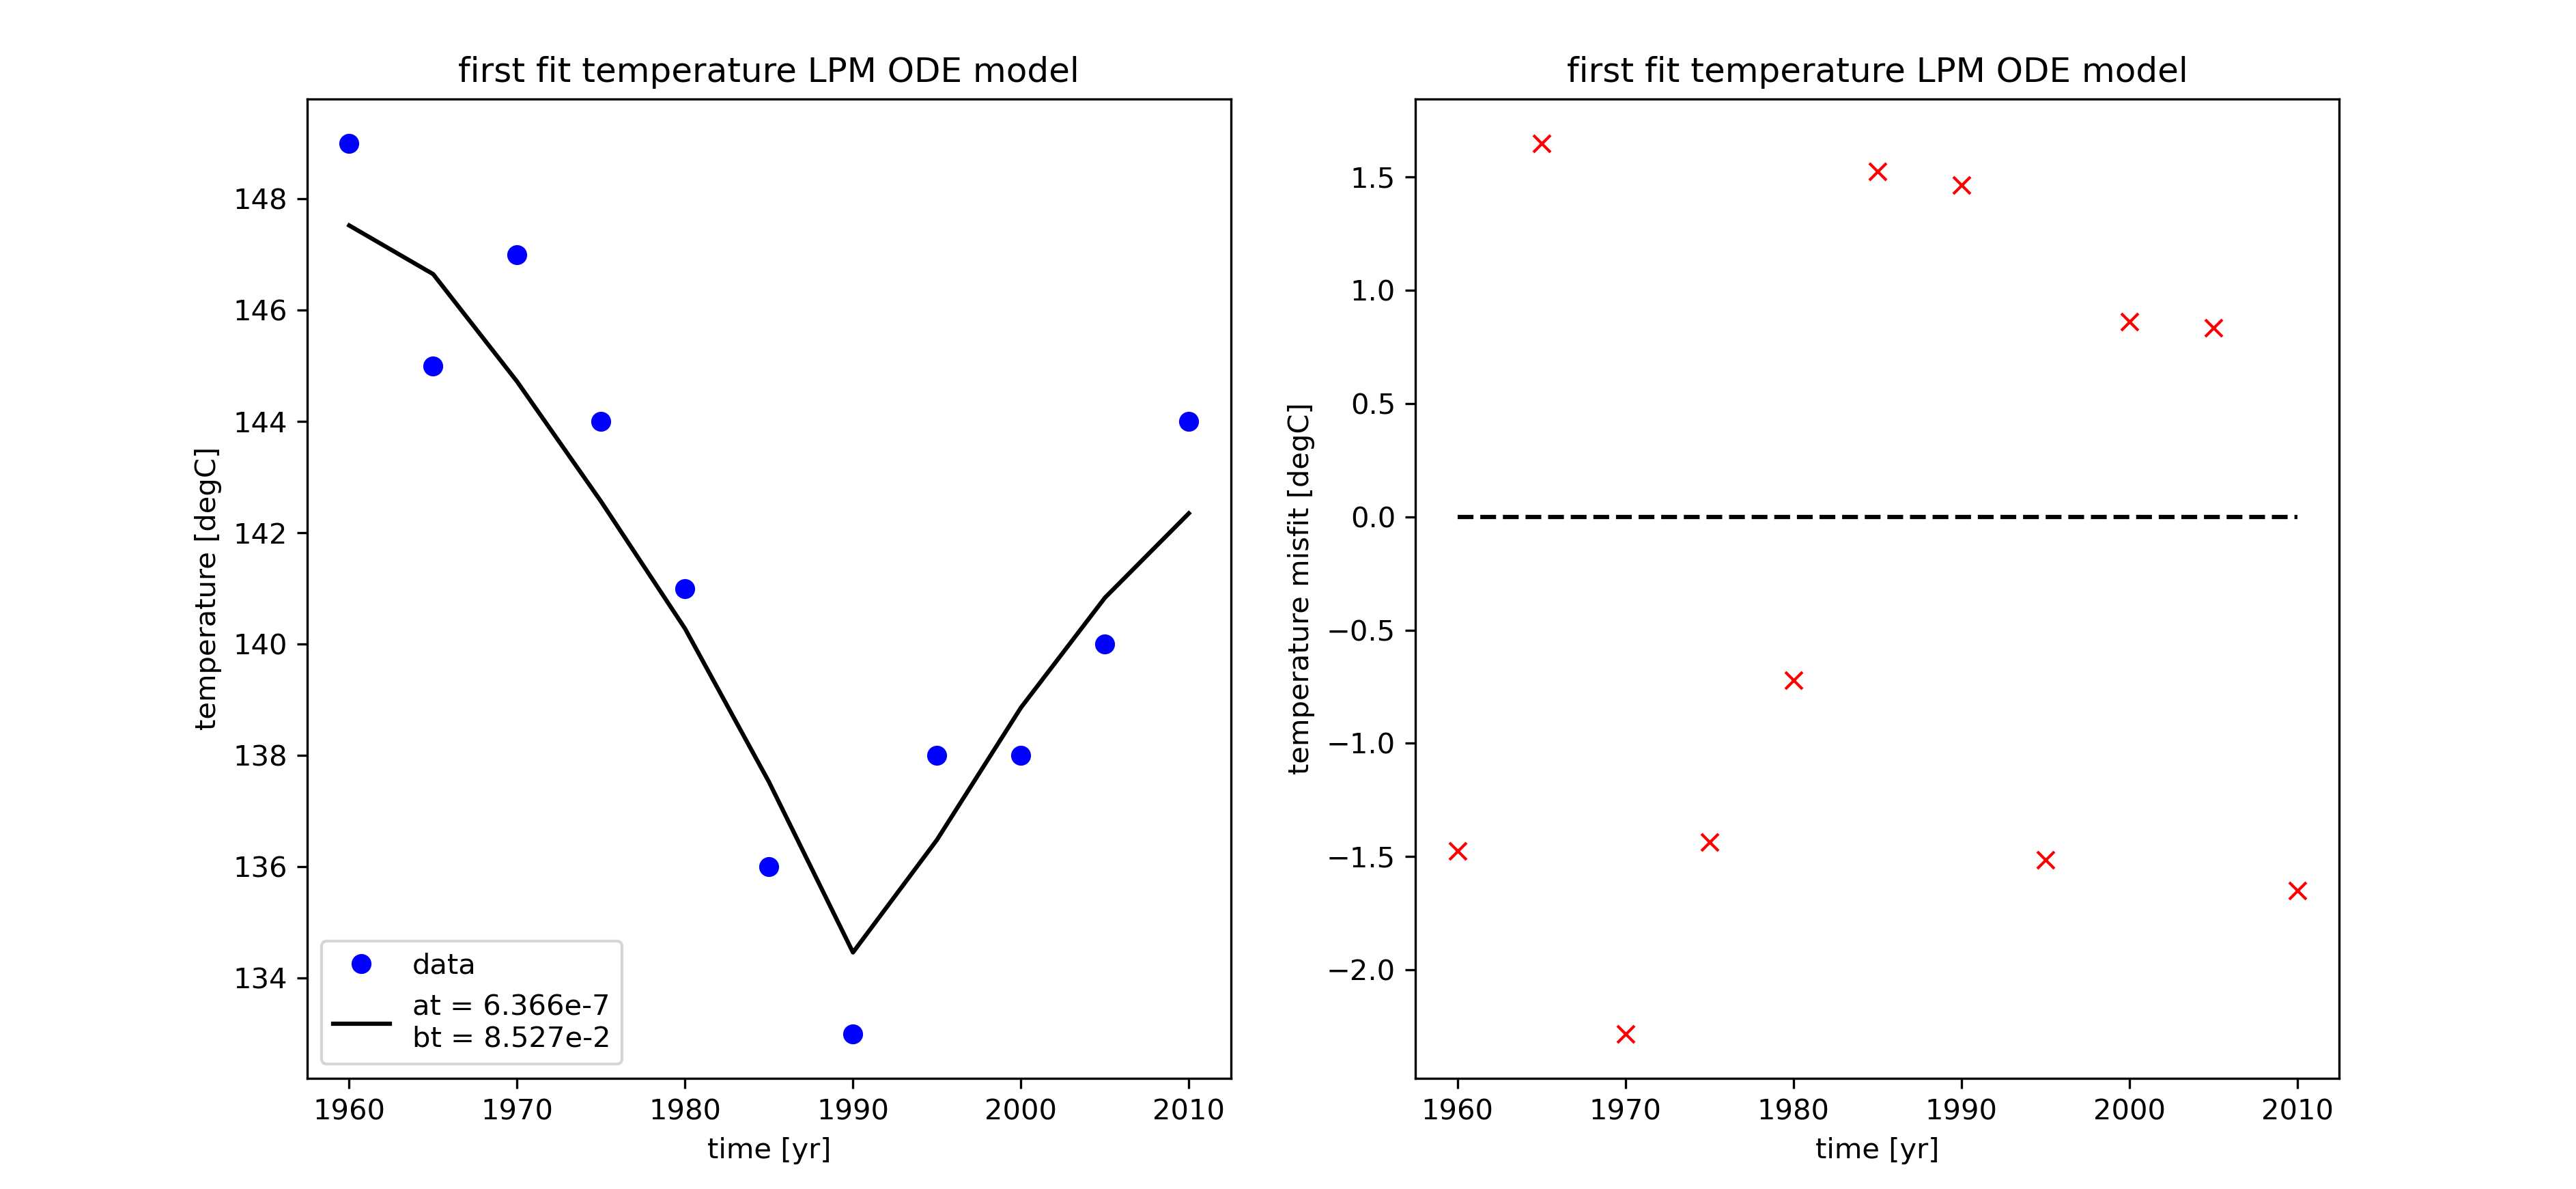 first fit temperature LPM ODE model
temperature [degC]
148
146
144
142
140
138
136
134
data
at = 6.366e-7
bt = 8.527e-2
1960 1970 1980 1990 2000 2010
time [yr]
first fit temperature LPM ODE model
temperature misfit [degC]
1.5
1.0
0.5
0.0
−0.5
−1.0
−1.5
−2.0
1960 1970 1980 1990 2000 2010
time [yr]